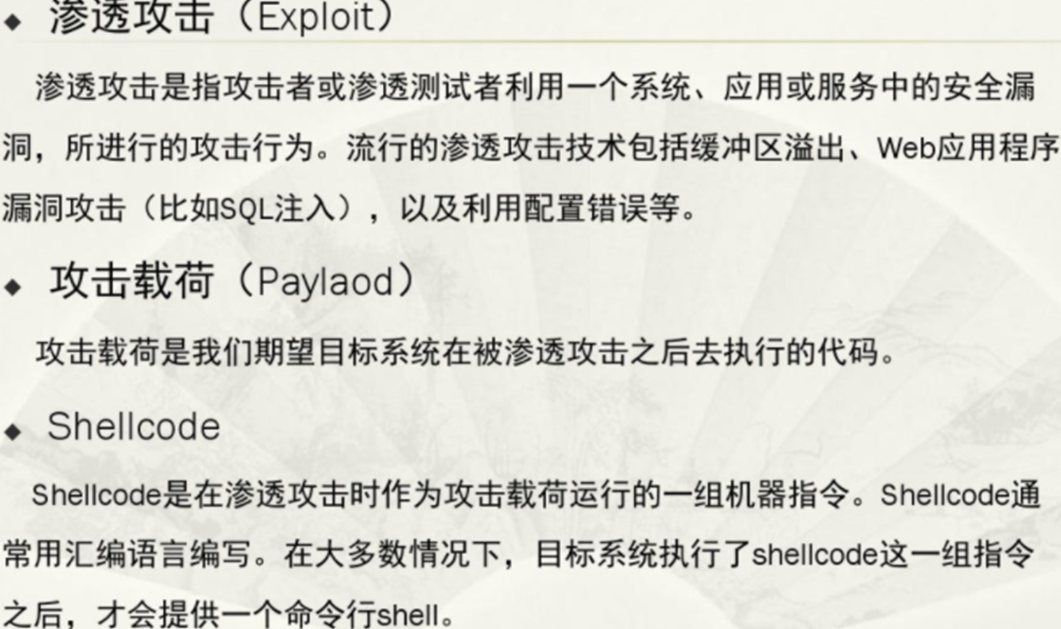 ◆ 渗透攻击（Exploit）
渗透攻击是指攻击者或渗透测试者利用一个系统、应用或服务中的安全漏
洞，所进行的攻击行为。流行的渗透攻击技术包括缓冲区溢出、Web应用程序
漏洞攻击（比如SQL注入），以及利用配置错误等。
◆ 攻击载荷（Paylaod）
攻击载荷是我们期望目标系统在被渗透攻击之后去执行的代码。
◆ Shellcode
Shellcode是在渗透攻击时作为攻击载荷运行的一组机器指令。Shellcode通
常用汇编语言编写。在大多数情况下，目标系统执行了shellcode这一组指令
之后，才会提供一个命令行shell。